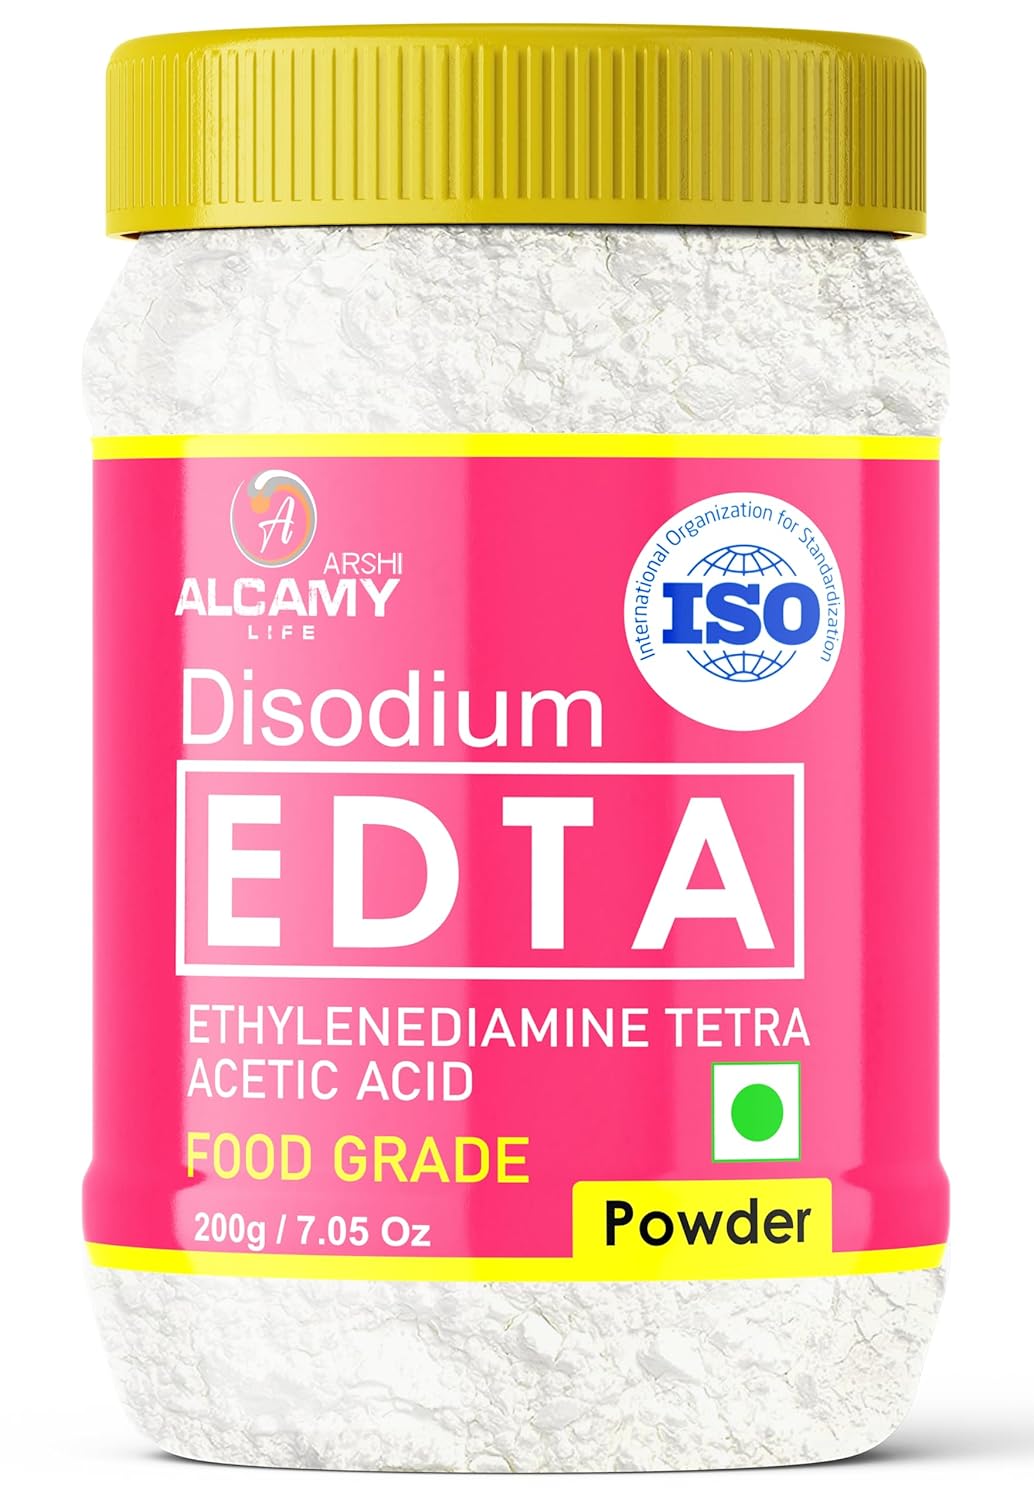 A
ARSHI
ALCAMY
LIFE
International Organization for Standardization
ISO
Disodium
EDTA
ETHYLENEDIAMINE TETRA
ACETIC ACID
FOOD GRADE
200g / 7.05 Oz
Powder